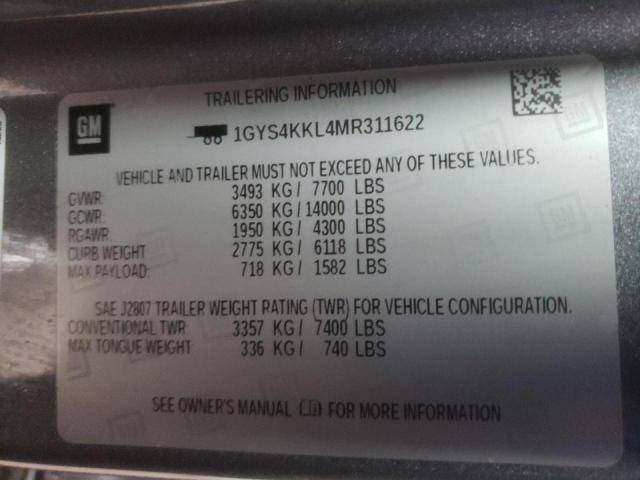 TRAILERING INFORMATION
GM
1GYS4KKL4MR311622
VEHICLE AND TRAILER MUST NOT EXCEED ANY OF THESE VALUES.
GVWR: 3493 KG / 7700 LBS
GCWR: 6350 KG / 14000 LBS
RGAWR: 1950 KG / 4300 LBS
CURB WEIGHT 2775 KG / 6118 LBS
MAX PAYLOAD: 718 KG / 1582 LBS
SAE J2807 TRAILER WEIGHT RATING (TWR) FOR VEHICLE CONFIGURATION.
CONVENTIONAL TWR 3357 KG / 7400 LBS
MAX TONGUE WEIGHT 336 KG / 740 LBS
SEE OWNER'S MANUAL FOR MORE INFORMATION